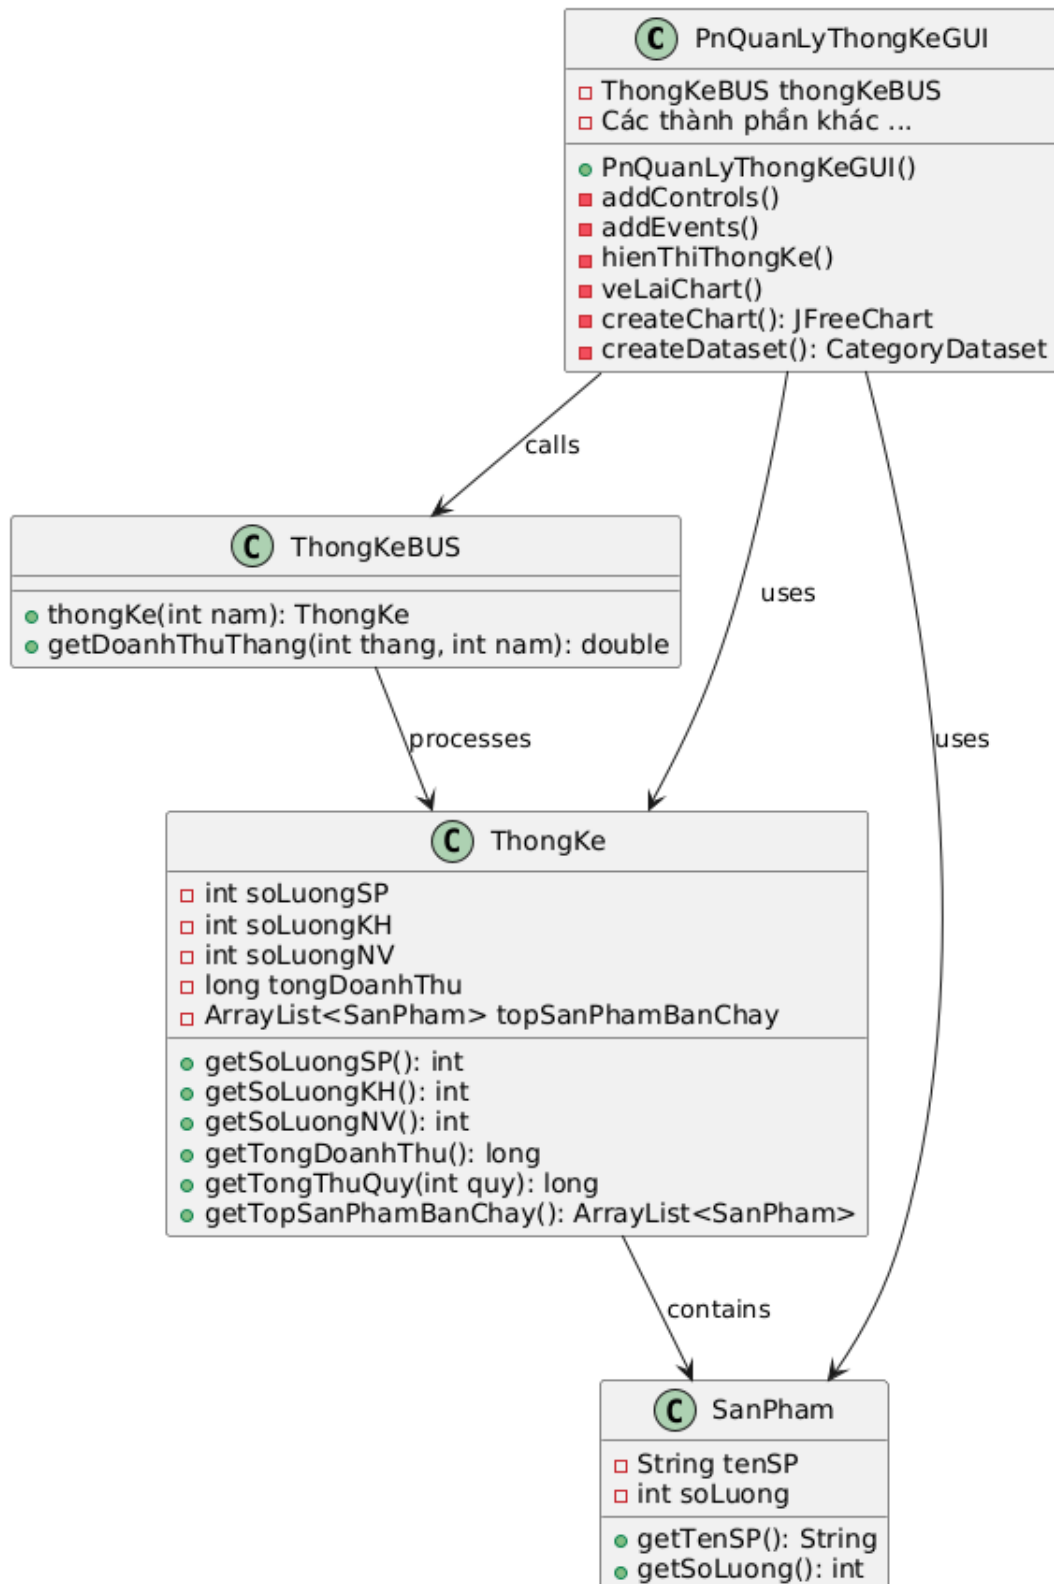 C PnQuanLyThongKeGUI
ThongKeBUS thongKeBUS
Các thành phần khác ...
PnQuanLyThongKeGUI()
addControls()
addEvents()
hienThiThongKe()
veLaiChart()
createChart(): JFreeChart
createDataset(): CategoryDataset
calls
C ThongKeBUS
thongKe(int nam): ThongKe
getDoanhThuThang(int thang, int nam): double
uses
processes
uses
C ThongKe
int soLuongSP
int soLuongKH
int soLuongNV
long tongDoanhThu
ArrayList<SanPham> topSanPhamBanChay
getSoLuongSP(): int
getSoLuongKH(): int
getSoLuongNV(): int
getTongDoanhThu(): long
getTongThuQuy(int quy): long
getTopSanPhamBanChay(): ArrayList<SanPham>
contains
C SanPham
String tenSP
int soLuong
getTenSP(): String
getSoLuong(): int